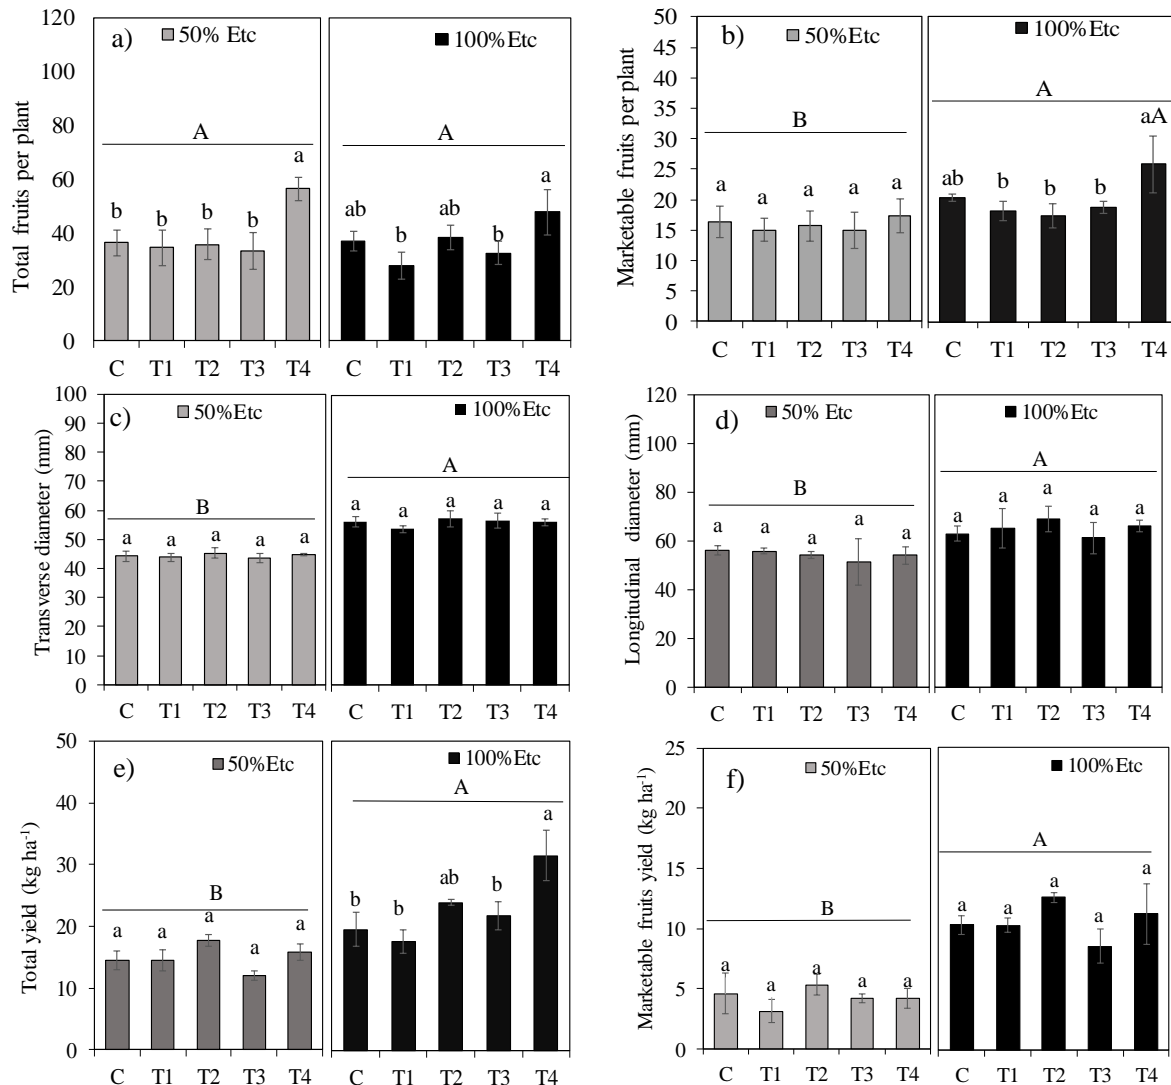 a)
50% Etc
100%Etc
Total fruits per plant
120
100
80
60
40
20
0
A
A
b
b
b
b
a
ab
b
ab
b
a
C T1 T2 T3 T4
C T1 T2 T3 T4
b)
50%Etc
100%Etc
Marketable fruits per plant
50
45
40
35
30
25
20
15
10
5
0
B
A
a
a
a
a
a
ab
b
b
b
aA
C T1 T2 T3 T4
C T1 T2 T3 T4
c)
50%Etc
100%Etc
Transverse diameter (mm)
100
90
80
70
60
50
40
30
20
10
0
B
A
a
a
a
a
a
a
a
a
a
a
C T1 T2 T3 T4
C T1 T2 T3 T4
d)
50% Etc
100%Etc
Longitudinal diameter (mm)
120
100
80
60
40
20
0
B
A
a
a
a
a
a
a
a
a
a
a
C T1 T2 T3 T4
C T1 T2 T3 T4
e)
50%Etc
100%Etc
Total yield (kg ha-1)
50
40
30
20
10
0
B
A
a
a
a
a
a
b
b
ab
b
a
C T1 T2 T3 T4
C T1 T2 T3 T4
f)
50%Etc
100%Etc
Marketable fruits yield (kg ha-1)
25
20
15
10
5
0
B
A
a
a
a
a
a
a
a
a
a
a
C T1 T2 T3 T4
C T1 T2 T3 T4